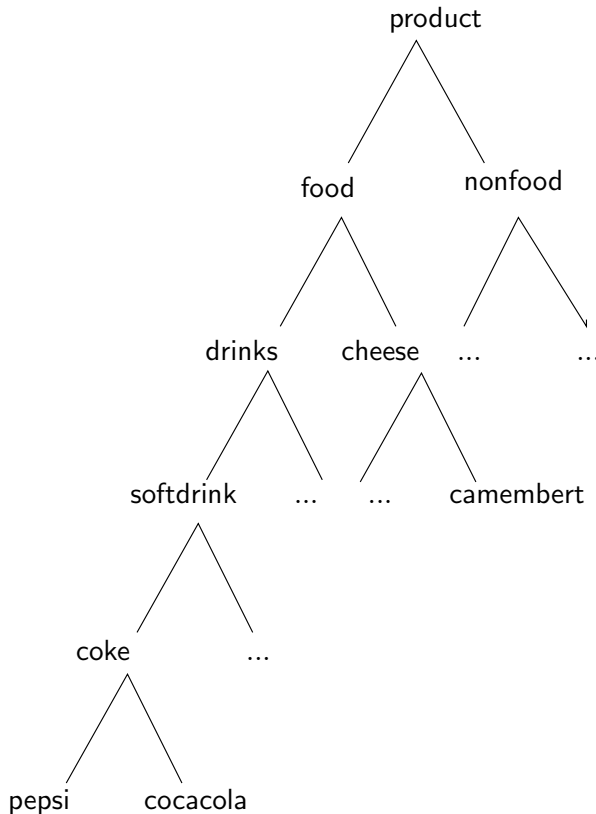 product
food nonfood
drinks cheese ... ...
softdrink ... ... camembert
coke ...
pepsi cocacola